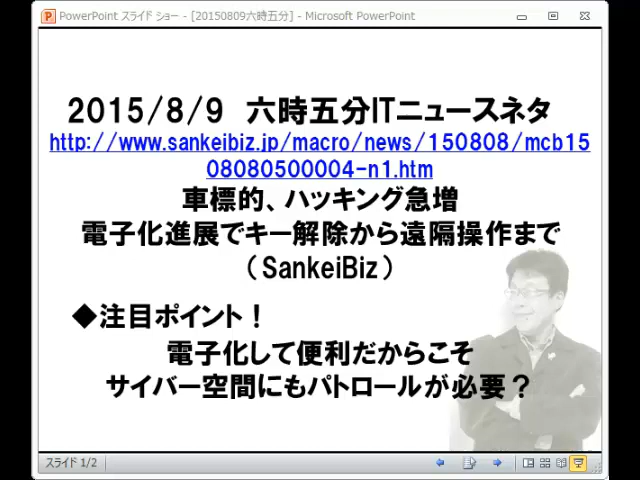 PowerPoint スライド ショー - [20150809六時五分] - Microsoft PowerPoint
2015/8/9 六時五分ITニュースネタ
http://www.sankeibiz.jp/macro/news/150808/mcb15
08080500004-n1.htm
車標的、ハッキング急増
電子化進展でキー解除から遠隔操作まで
（SankeiBiz）
◆注目ポイント！
電子化して便利だからこそ
サイバー空間にもパトロールが必要？
スライド 1/2